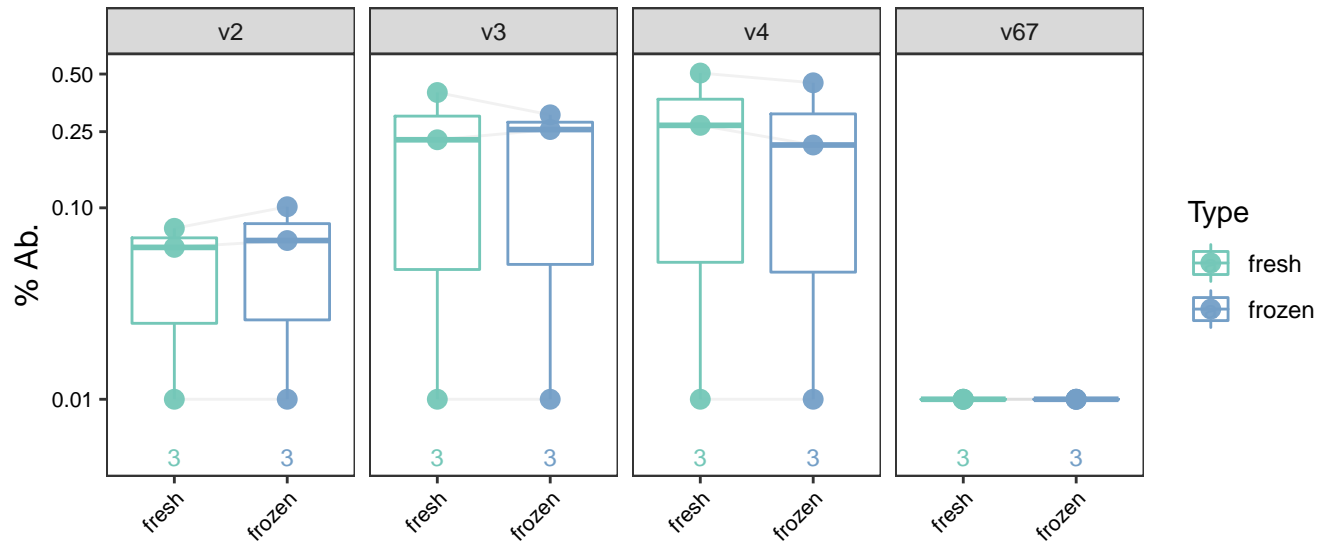 v2 v3 v4 v67
0.50
0.25
0.10
0.01
% Ab.
3 3 3 3 3 3 3 3
fresh frozen fresh frozen fresh frozen fresh frozen
Type
fresh
frozen